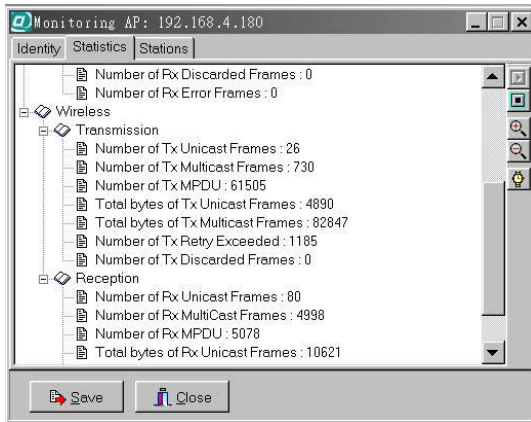 Monitoring AP: 192.168.4.180
Identity Statistics Stations
Number of Rx Discarded Frames : 0
Number of Rx Error Frames : 0
Wireless
Transmission
Number of Tx Unicast Frames : 26
Number of Tx Multicast Frames : 730
Number of Tx MPDU : 61505
Total bytes of Tx Unicast Frames : 4890
Total bytes of Tx Multicast Frames : 82847
Number of Tx Retry Exceeded : 1185
Number of Tx Discarded Frames : 0
Reception
Number of Rx Unicast Frames : 80
Number of Rx MultiCast Frames : 4998
Number of Rx MPDU : 5078
Total bytes of Rx Unicast Frames : 10621
Save Close